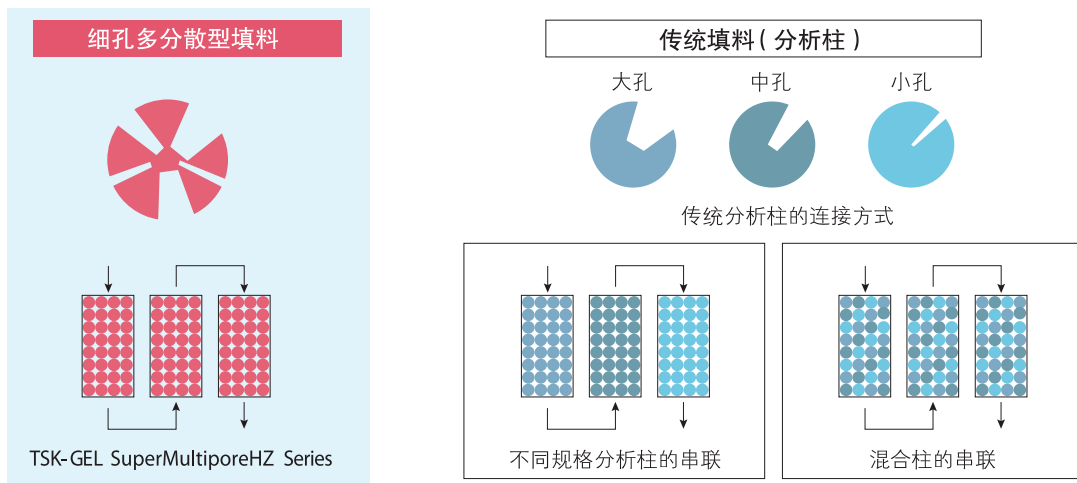 细孔多分散型填料
TSK-GEL SuperMultiporeHZ Series
传统填料(分析柱)
大孔 中孔 小孔
传统分析柱的连接方式
不同规格分析柱的串联
混合柱的串联